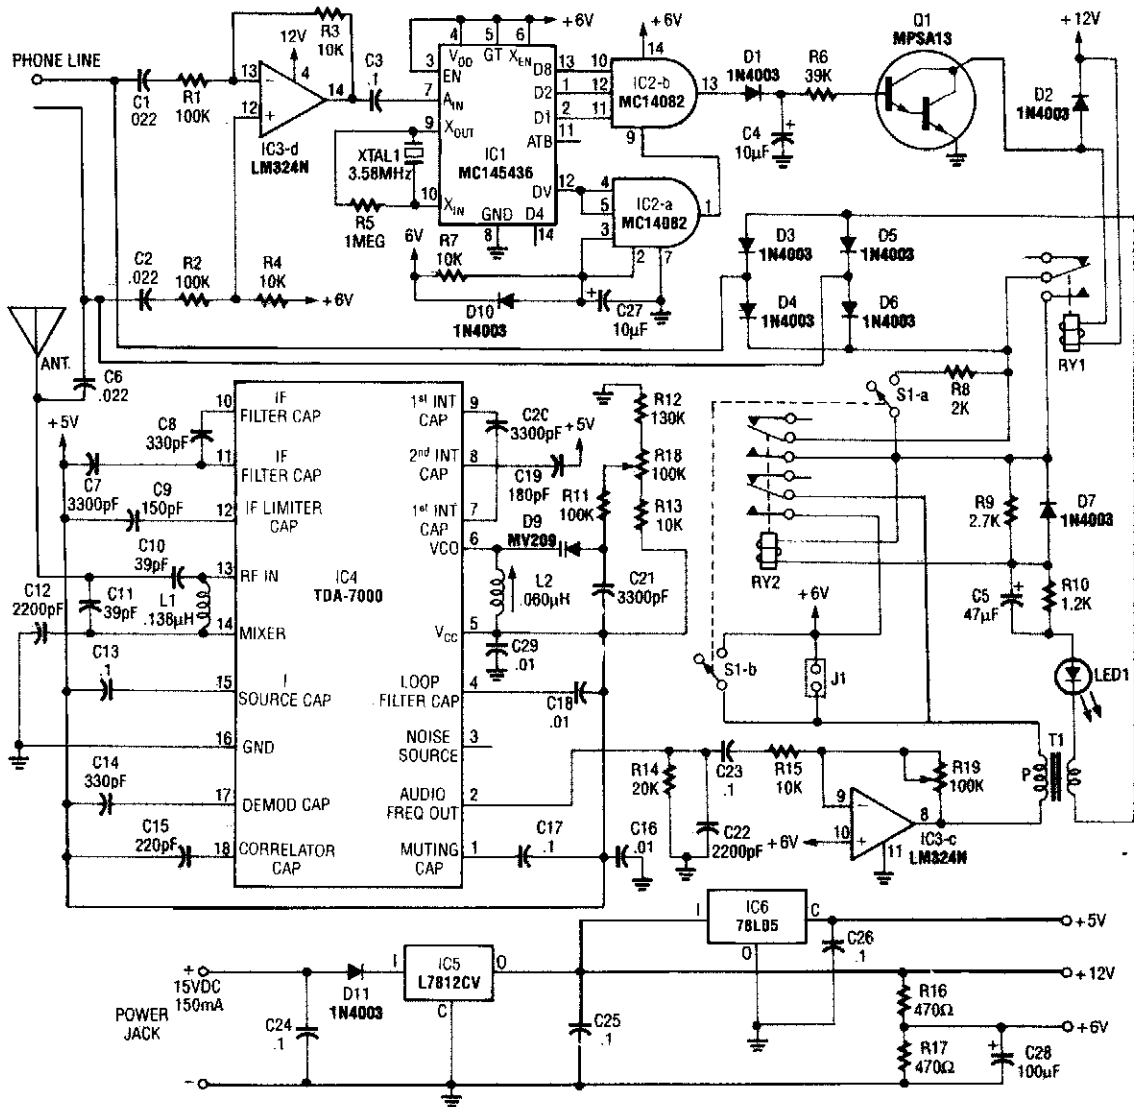 PHONE LINE
C1
.022
R1
100K
R3
10K
12V
4
13
12
14
IC3-d
LM324N
C3
.1
+6V
4
5
6
VDD
GT
XEN
3
EN
7
AIN
9
XOUT
10
XIN
XTAL1
3.58MHz
R5
1MEG
IC1
MC145436
D8
13
D2
1
D1
2
ATB
11
DV
12
GND
8
D4
14
+6V
14
10
12
11
9
IC2-b
MC14082
13
4
5
3
2
7
1
IC2-a
MC14082
D1
1N4003
R6
39K
C4
10µF
Q1
MPSA13
+12V
D2
1N4003
C2
.022
R2
100K
R4
10K
+6V
6V
R7
10K
D10
1N4003
C27
10µF
D3
1N4003
D5
1N4003
D4
1N4003
D6
1N4003
RY1
ANT.
C6
.022
+5V
C8
330pF
C7
3300pF
C9
150pF
C10
39pF
C11
39pF
L1
.138µH
C12
2200pF
C13
.1
C14
330pF
C15
220pF
10
IF
FILTER CAP
11
IF
FILTER CAP
12
IF LIMITER
CAP
13
RF IN
14
MIXER
15
I
SOURCE CAP
16
GND
17
DEMOD CAP
18
CORRELATOR
CAP
IC4
TDA-7000
1st INT
CAP
9
2nd INT
CAP
8
1st INT
CAP
7
VCO
6
VCC
5
LOOP
FILTER CAP
4
NOISE
SOURCE
3
AUDIO
FREQ OUT
2
MUTING
CAP
1
C20
3300pF
+5V
C19
180pF
R11
100K
D9
MV209
L2
.060µH
C29
.01
C21
3300pF
C18
.01
C17
.1
C16
.01
R12
130K
R18
100K
R13
10K
S1-a
R8
2K
RY2
R9
2.7K
D7
1N4003
C5
47µF
R10
1.2K
LED1
+6V
S1-b
J1
T1
P
R14
20K
C22
2200pF
C23
.1
R15
10K
R19
100K
9
10
8
11
+6V
IC3-c
LM324N
+
15VDC
150mA
POWER
JACK
−
C24
.1
D11
1N4003
I
IC5
L7812CV
O
C
C25
.1
I
IC6
78L05
C
O
C26
.1
+5V
+12V
R16
470Ω
+6V
R17
470Ω
C28
100µF